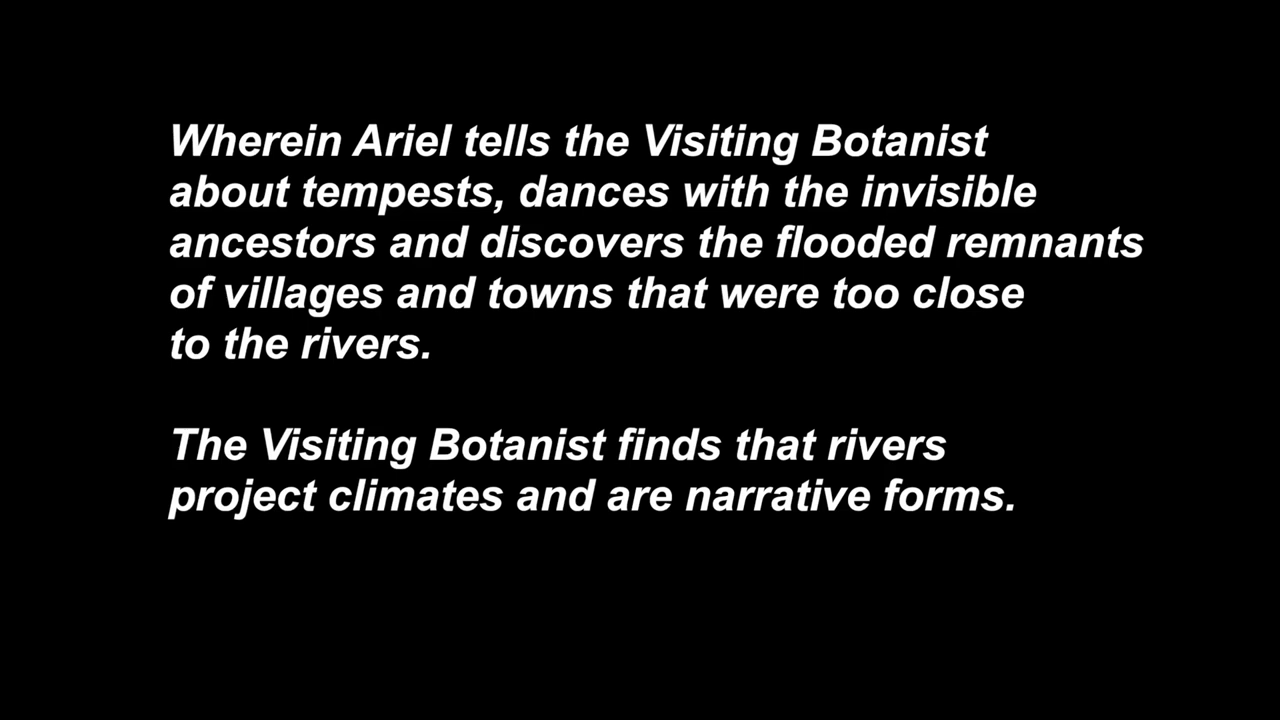 Wherein Ariel tells the Visiting Botanist
about tempests, dances with the invisible
ancestors and discovers the flooded remnants
of villages and towns that were too close
to the rivers.
The Visiting Botanist finds that rivers
project climates and are narrative forms.